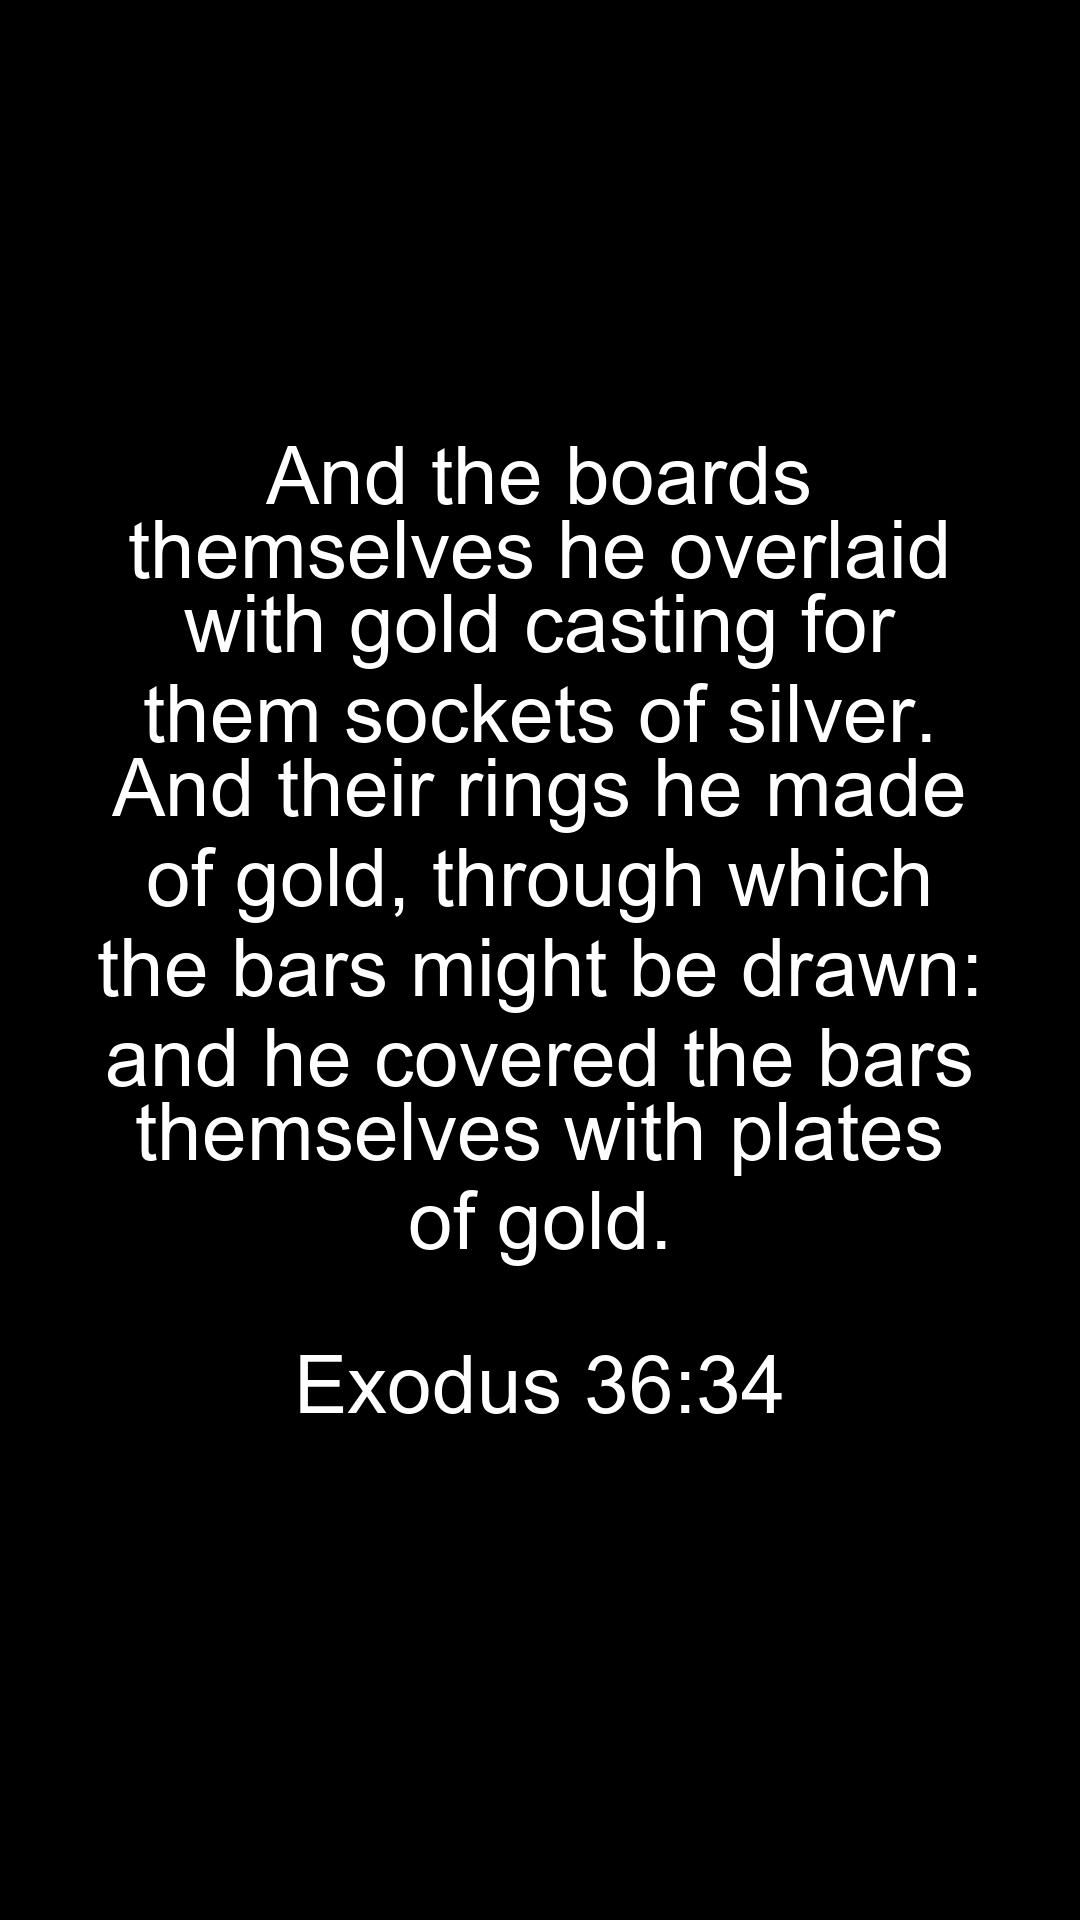 And the boards
themselves he overlaid
with gold casting for
them sockets of silver.
And their rings he made
of gold, through which
the bars might be drawn:
and he covered the bars
themselves with plates
of gold.
Exodus 36:34